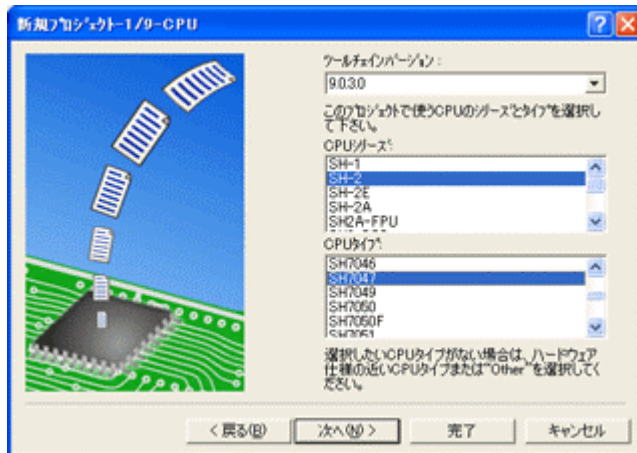 新規ﾌﾟﾛｼﾞｪｸﾄ-1/9-CPU
ﾂｰﾙﾁｪｲﾝﾊﾞｰｼﾞｮﾝ :
9.0.3.0
このﾌﾟﾛｼﾞｪｸﾄで使うCPUのｼﾘｰｽﾞとﾀｲﾌﾟを選択し
て下さい。
CPUｼﾘｰｽﾞ:
SH-1
SH-2
SH-2E
SH-2A
SH2A-FPU
CPUﾀｲﾌﾟ:
SH7046
SH7047
SH7049
SH7050
SH7050F
SH7051
選択したいCPUﾀｲﾌﾟがない場合は、ハードウェア
仕様の近いCPUﾀｲﾌﾟまたは"Other"を選択してく
ださい。
< 戻る(B)
次へ(N) >
完了
キャンセル